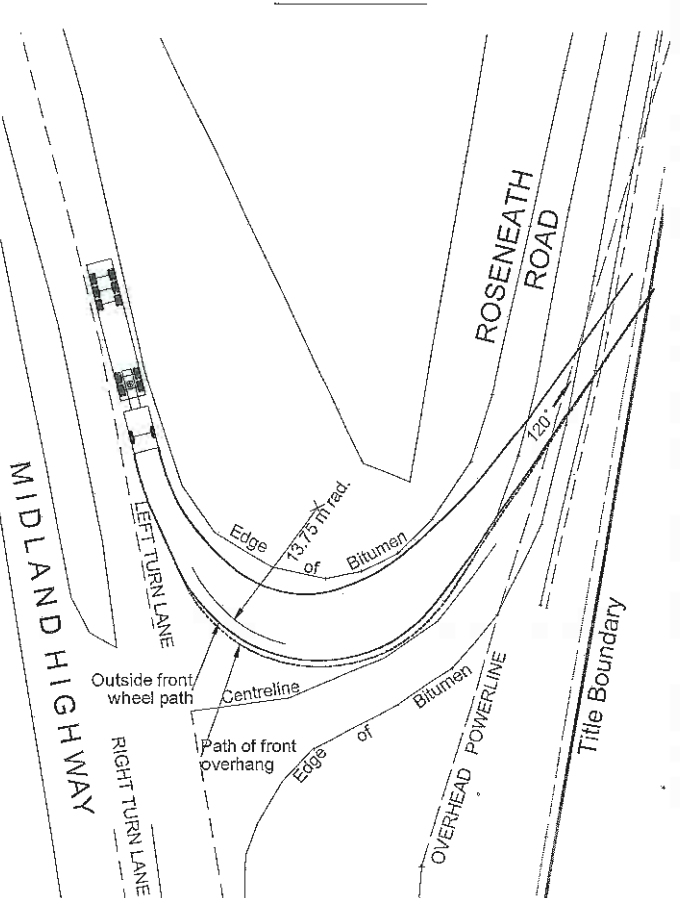 ROSENEATH
ROAD
120°
13.75 m rad.
Edge
of
Bitumen
MIDLAND HIGHWAY
LEFT TURN LANE
Outside front
wheel path
Centreline
Path of front
overhang
Edge
of
Bitumen
RIGHT TURN LANE
OVERHEAD POWERLINE
Title Boundary